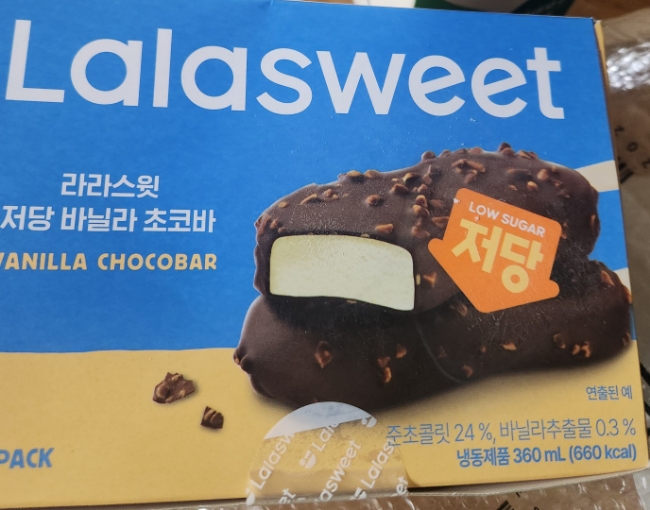 Lalasweet
라라스윗
저당 바닐라 초코바
VANILLA CHOCOBAR
LOW SUGAR
저당
연출된 예
준초콜릿 24 %, 바닐라추출물 0.3 %
냉동제품 360 mL (660 kcal)
PACK
Lalasweet